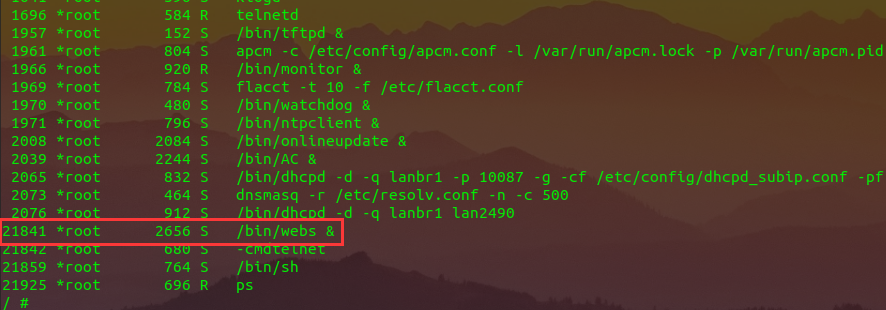 1696 *root 584 R telnetd
1957 *root 152 S /bin/tftpd &
1961 *root 804 S apcm -c /etc/config/apcm.conf -l /var/run/apcm.lock -p /var/run/apcm.pid
1966 *root 920 R /bin/monitor &
1969 *root 784 S flacct -t 10 -f /etc/flacct.conf
1970 *root 480 S /bin/watchdog &
1971 *root 796 S /bin/ntpclient &
2008 *root 2084 S /bin/onlineupdate &
2039 *root 2244 S /bin/AC &
2065 *root 832 S /bin/dhcpd -d -q lanbr1 -p 10087 -g -cf /etc/config/dhcpd_subip.conf -pf
2073 *root 464 S dnsmasq -r /etc/resolv.conf -n -c 500
2076 *root 912 S /bin/dhcpd -d -q lanbr1 lan2490
21841 *root 2656 S /bin/webs &
21842 *root 680 S -cmdtelnet
21859 *root 764 S /bin/sh
21925 *root 696 R ps
/ #